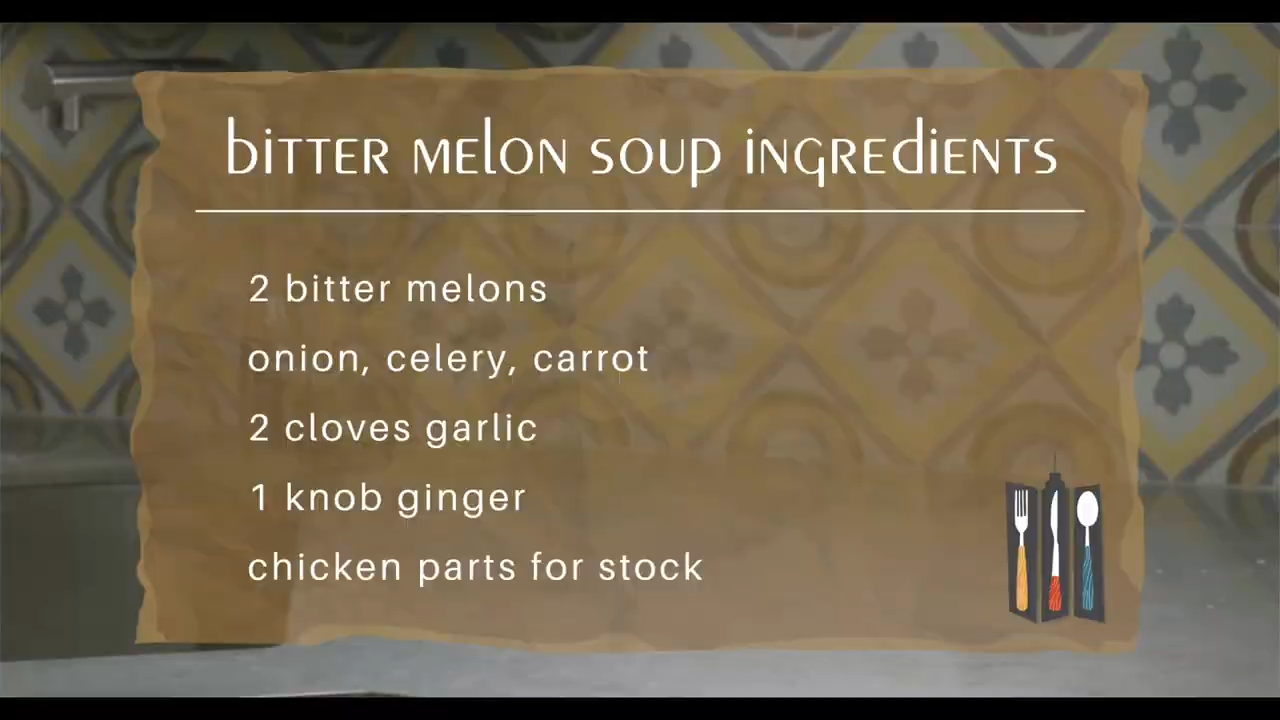 bitter melon soup ingredients
2 bitter melons
onion, celery, carrot
2 cloves garlic
1 knob ginger
chicken parts for stock